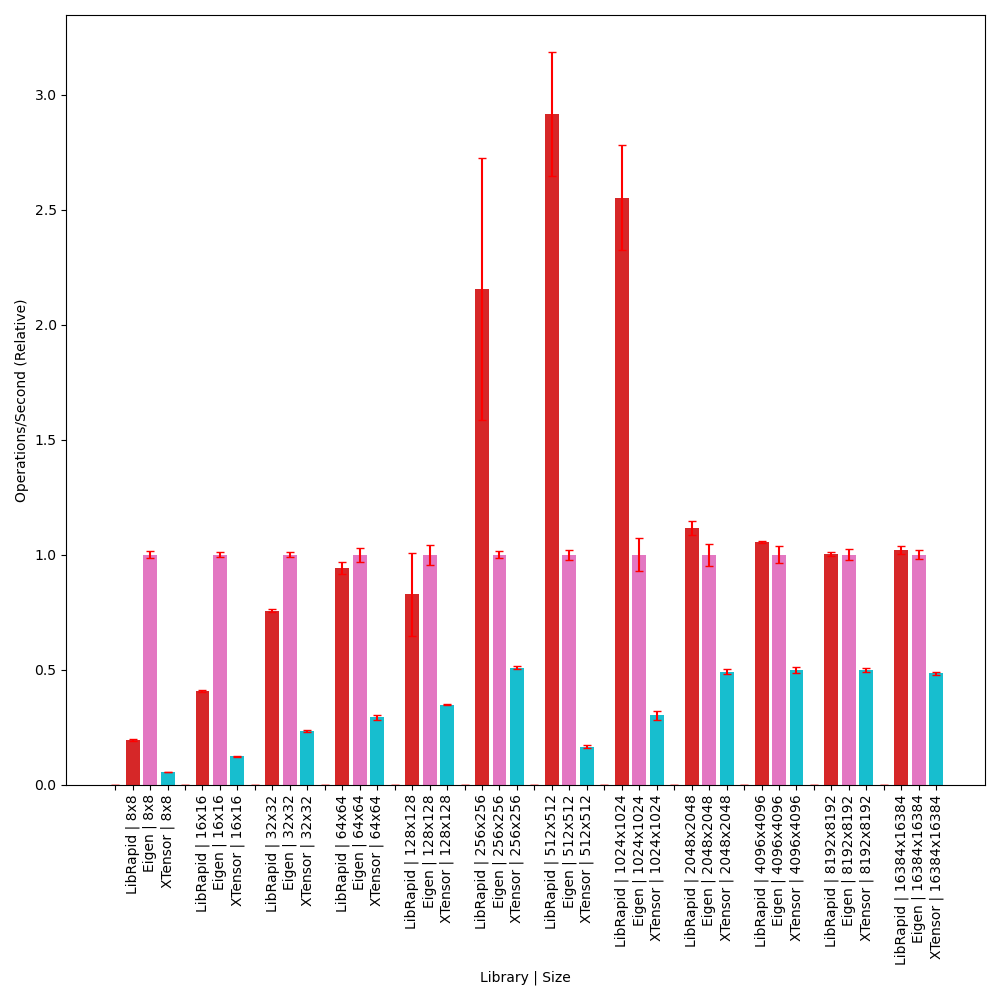 3.0
2.5
2.0
1.5
1.0
0.5
0.0
Operations/Second (Relative)
LibRapid | 8x8
Eigen | 8x8
XTensor | 8x8
LibRapid | 16x16
Eigen | 16x16
XTensor | 16x16
LibRapid | 32x32
Eigen | 32x32
XTensor | 32x32
LibRapid | 64x64
Eigen | 64x64
XTensor | 64x64
LibRapid | 128x128
Eigen | 128x128
XTensor | 128x128
LibRapid | 256x256
Eigen | 256x256
XTensor | 256x256
LibRapid | 512x512
Eigen | 512x512
XTensor | 512x512
LibRapid | 1024x1024
Eigen | 1024x1024
XTensor | 1024x1024
LibRapid | 2048x2048
Eigen | 2048x2048
XTensor | 2048x2048
LibRapid | 4096x4096
Eigen | 4096x4096
XTensor | 4096x4096
LibRapid | 8192x8192
Eigen | 8192x8192
XTensor | 8192x8192
LibRapid | 16384x16384
Eigen | 16384x16384
XTensor | 16384x16384
Library | Size